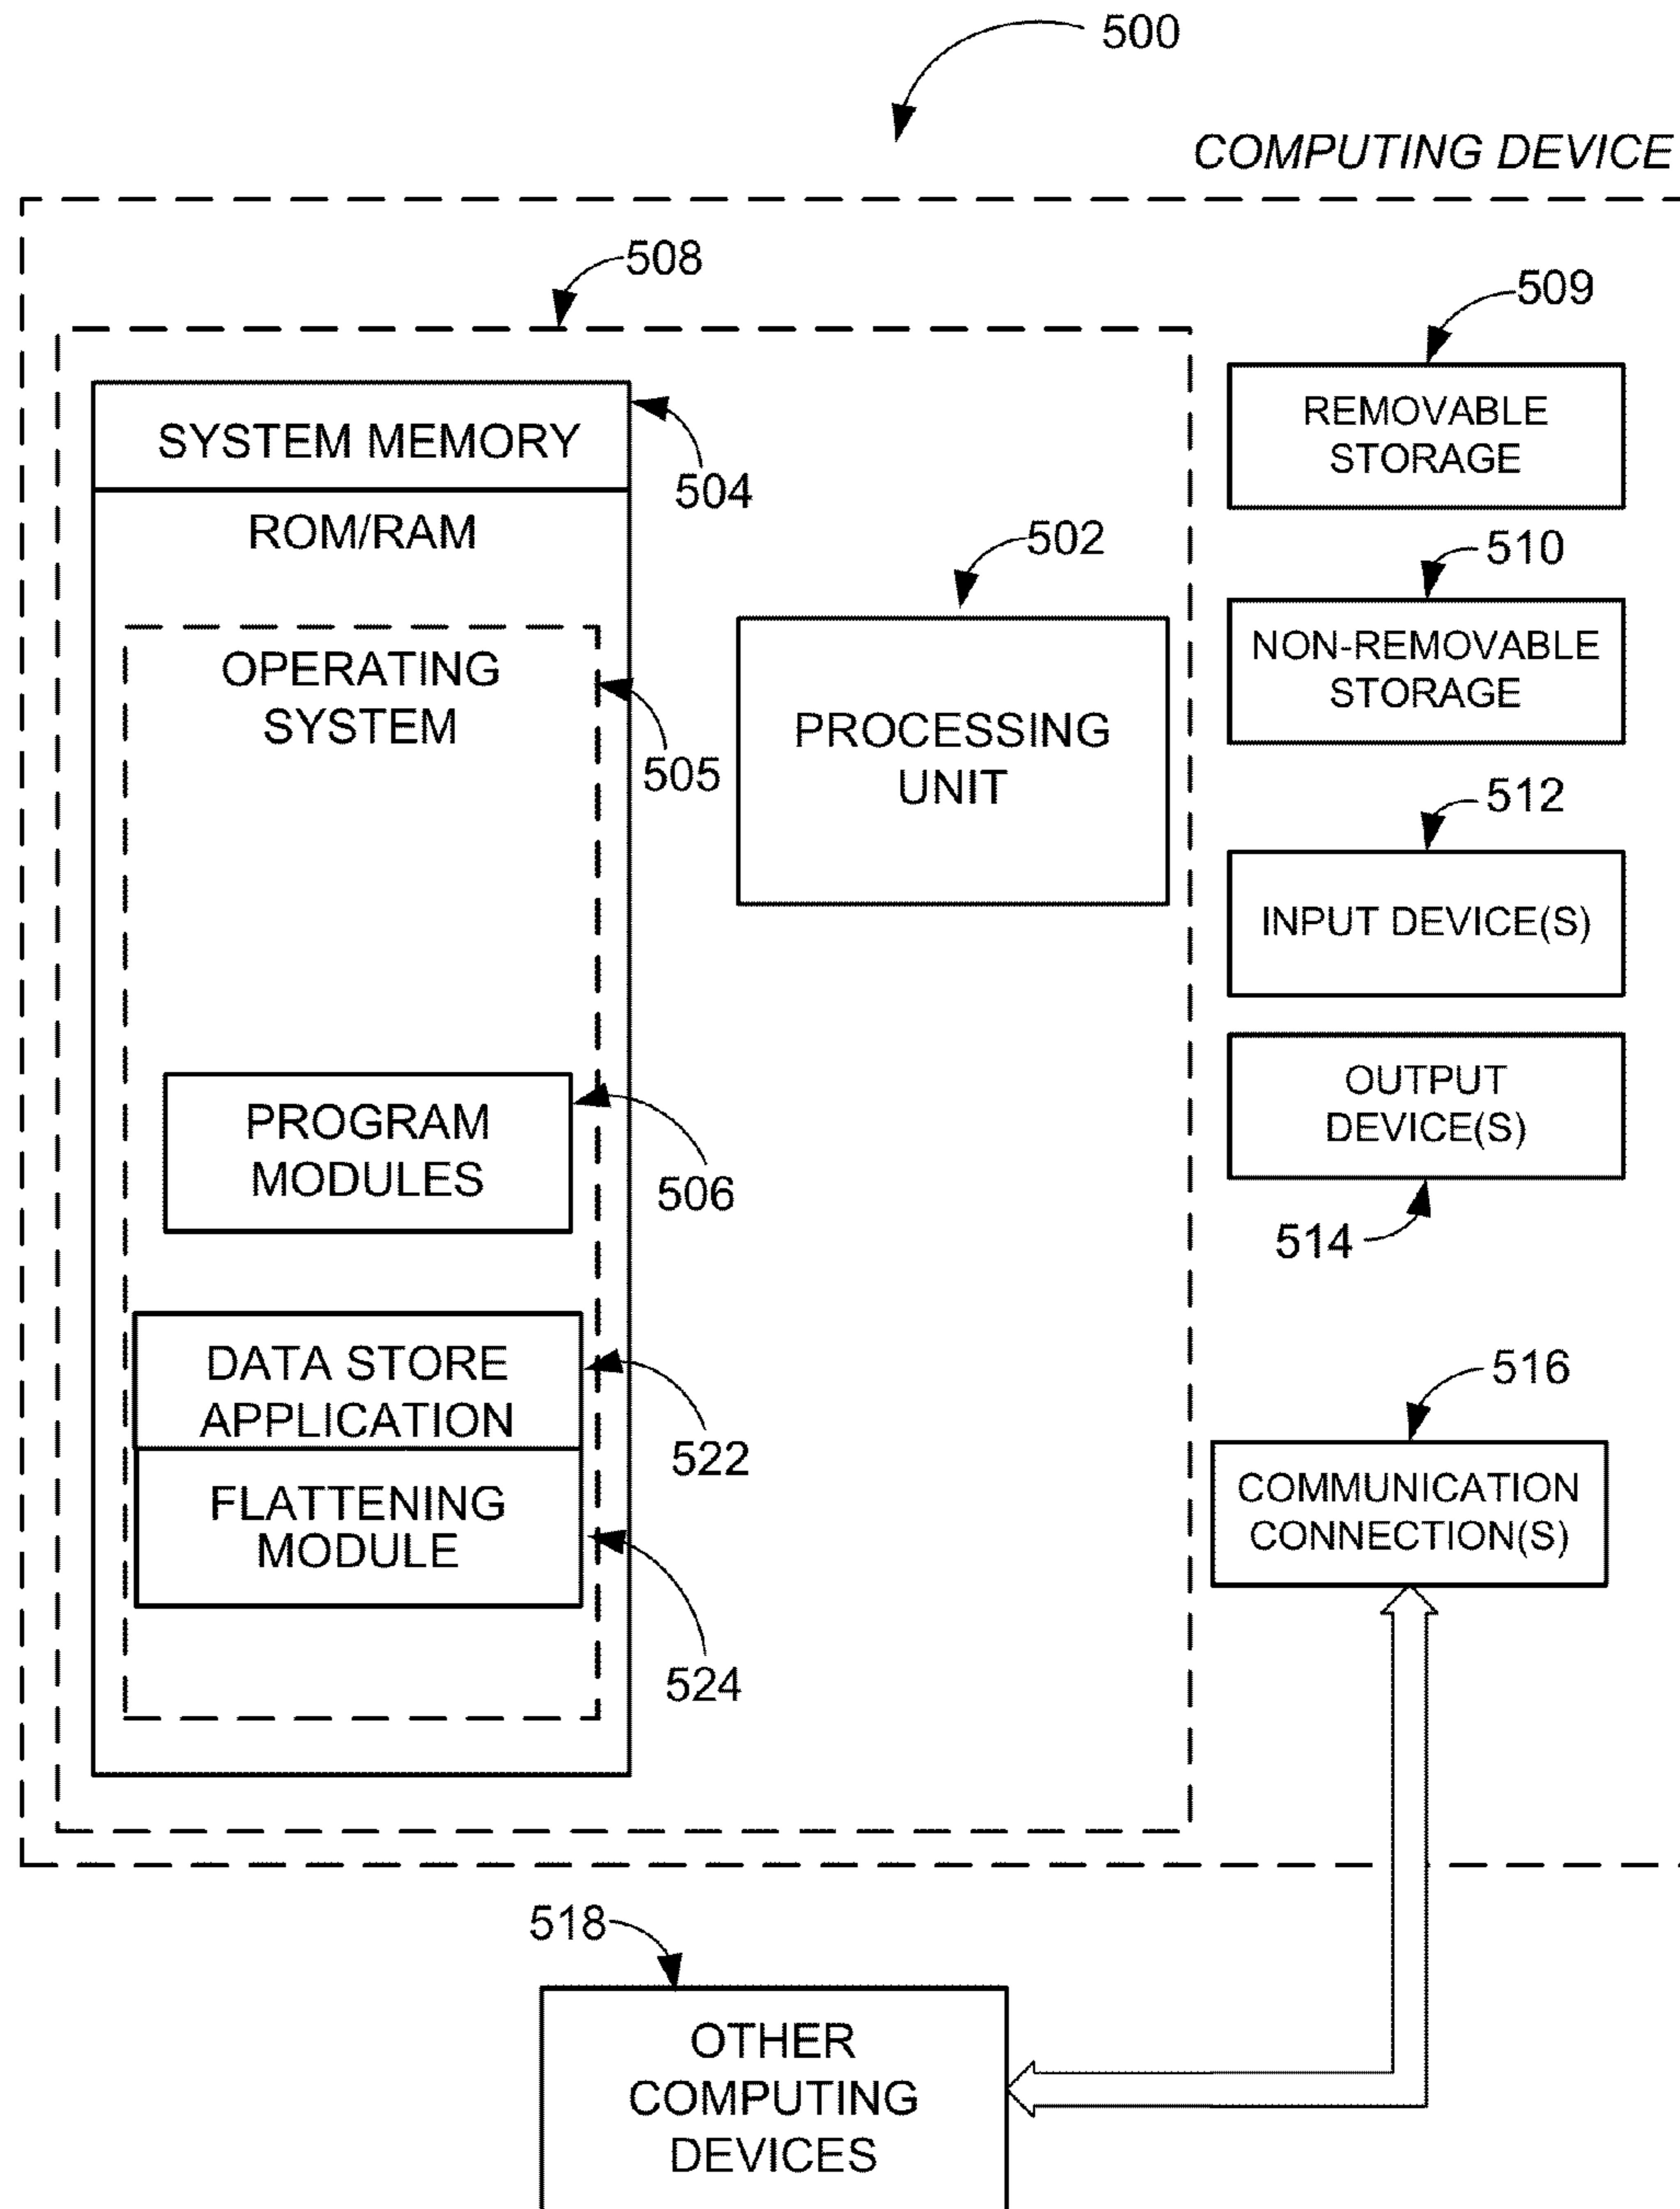 500
COMPUTING DEVICE
508
509
SYSTEM MEMORY
504
REMOVABLE
STORAGE
ROM/RAM
502
510
OPERATING
SYSTEM
505
PROCESSING
UNIT
NON-REMOVABLE
STORAGE
512
INPUT DEVICE(S)
OUTPUT
DEVICE(S)
514
PROGRAM
MODULES
506
DATA STORE
APPLICATION
522
516
FLATTENING
MODULE
524
COMMUNICATION
CONNECTION(S)
518
OTHER
COMPUTING
DEVICES